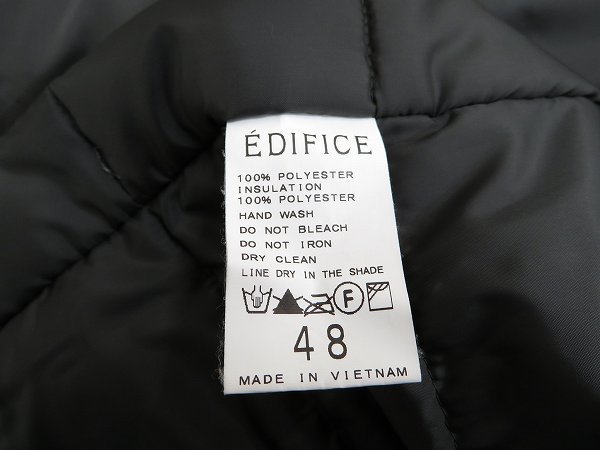 ÉDIFICE
100% POLYESTER
INSULATION
100% POLYESTER
HAND WASH
DO NOT BLEACH
DO NOT IRON
DRY CLEAN
LINE DRY IN THE SHADE
F
48
MADE IN VIETNAM